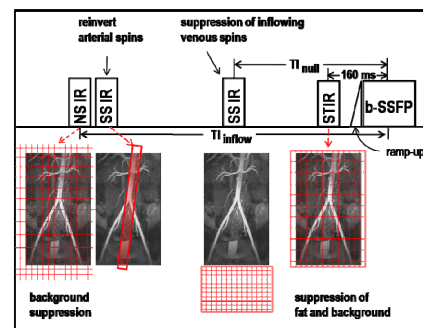 reinvert
arterial spins
suppression of inflowing
venous spins
TI null
160 ms
NS IR
SS IR
SS IR
STIR
b-SSFP
TI inflow
ramp-up
background
suppression
suppression of
fat and background